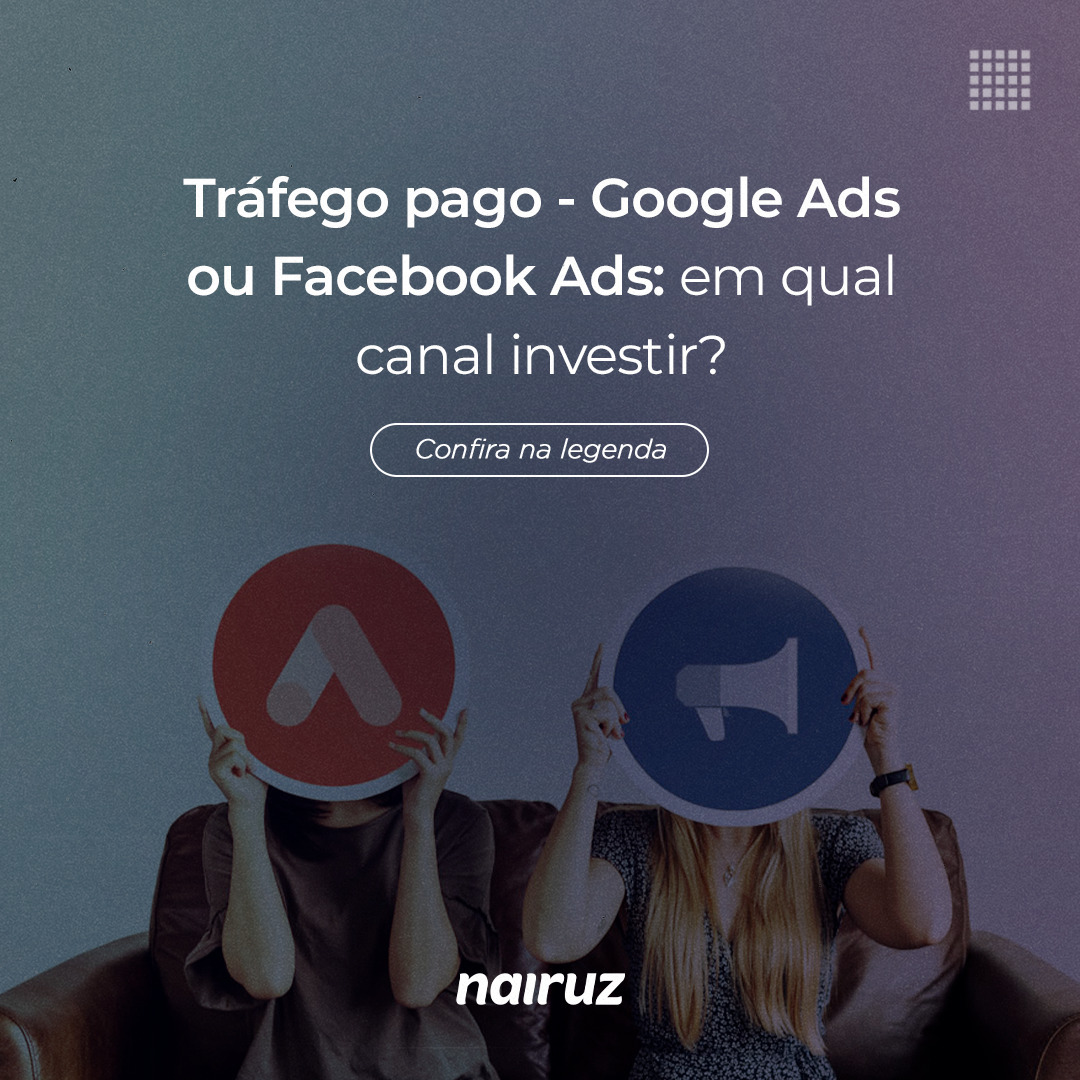 Tráfego pago - Google Ads
ou Facebook Ads: em qual
canal investir?
Confira na legenda
nairuz